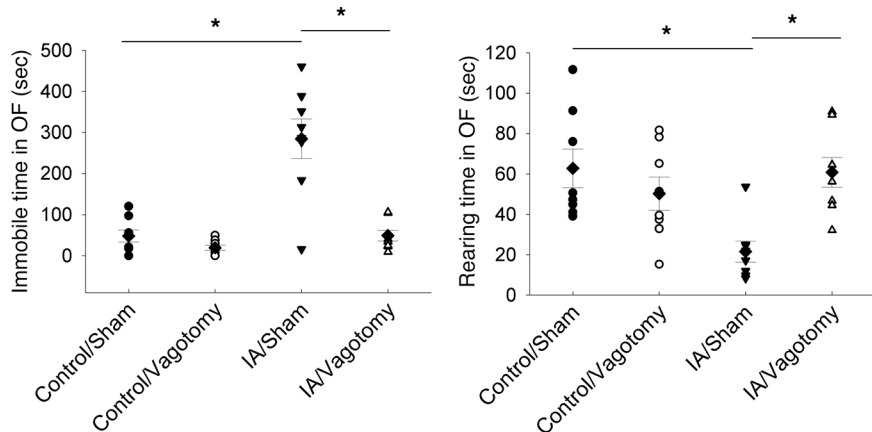 Immobile time in OF (sec)
500
400
300
200
100
0
*
*
Control/Sham
Control/Vagotomy
IA/Sham
IA/Vagotomy
Rearing time in OF (sec)
120
100
80
60
40
20
0
*
*
Control/Sham
Control/Vagotomy
IA/Sham
IA/Vagotomy